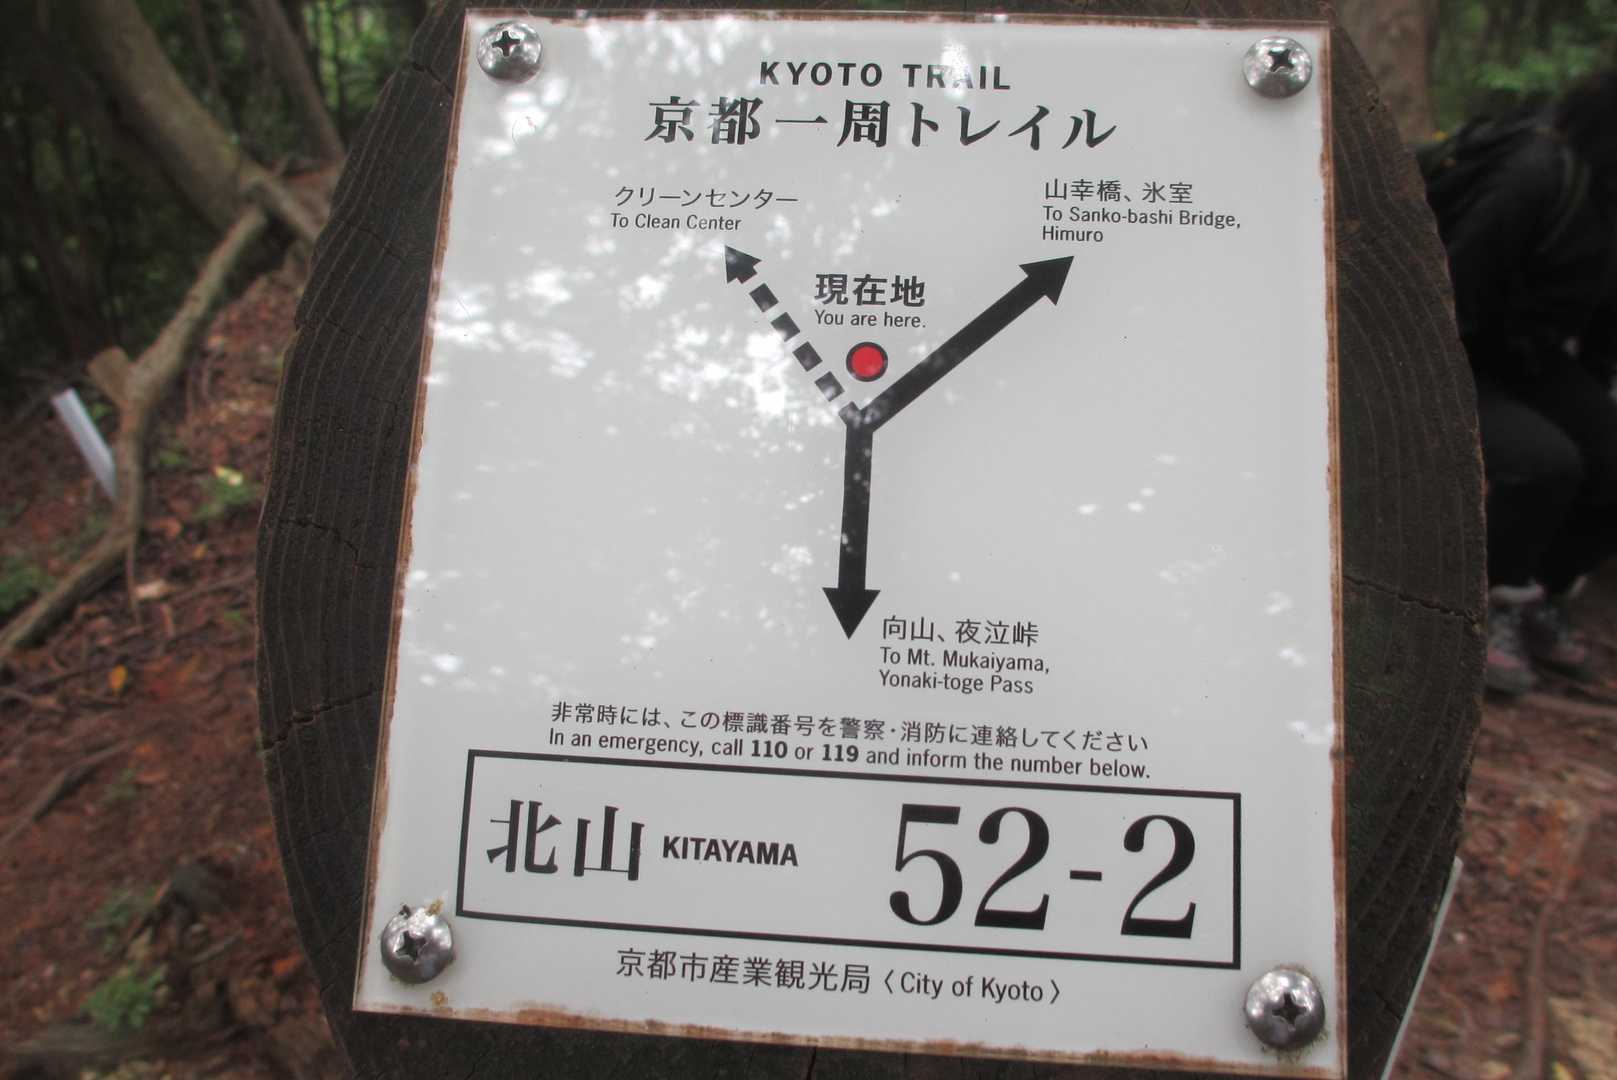 KYOTO TRAIL
京都一周トレイル
クリーンセンター
To Clean Center
山幸橋、氷室
To Sanko-bashi Bridge,
Himuro
現在地
You are here.
向山、夜泣峠
To Mt. Mukaiyama,
Yonaki-toge Pass
非常時には、この標識番号を警察・消防に連絡してください
In an emergency, call 110 or 119 and inform the number below.
北山 KITAYAMA 52-2
京都市産業観光局〈City of Kyoto〉